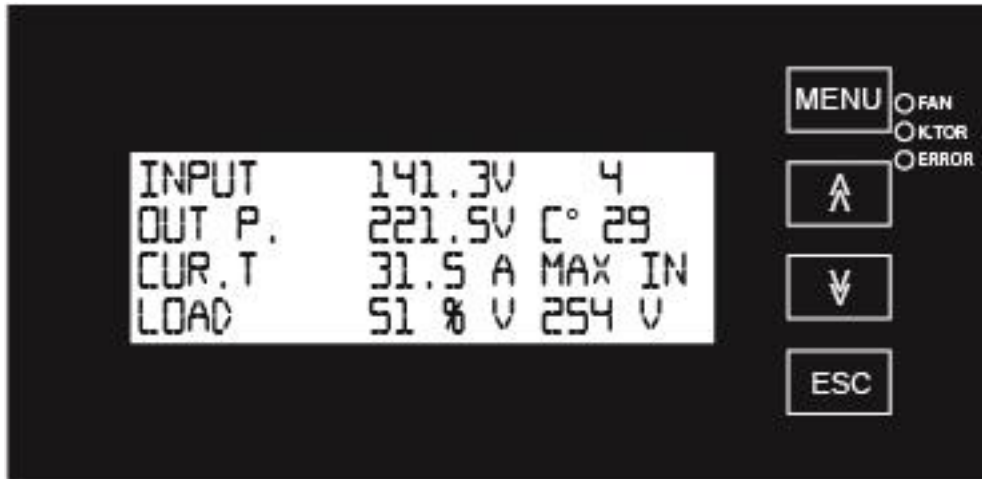 INPUT 141.3V 4
OUT P. 221.5V C° 29
CUR.T 31.5 A MAX IN
LOAD 51 % V 254 V
MENU
FAN
K.TOR
ERROR
ESC